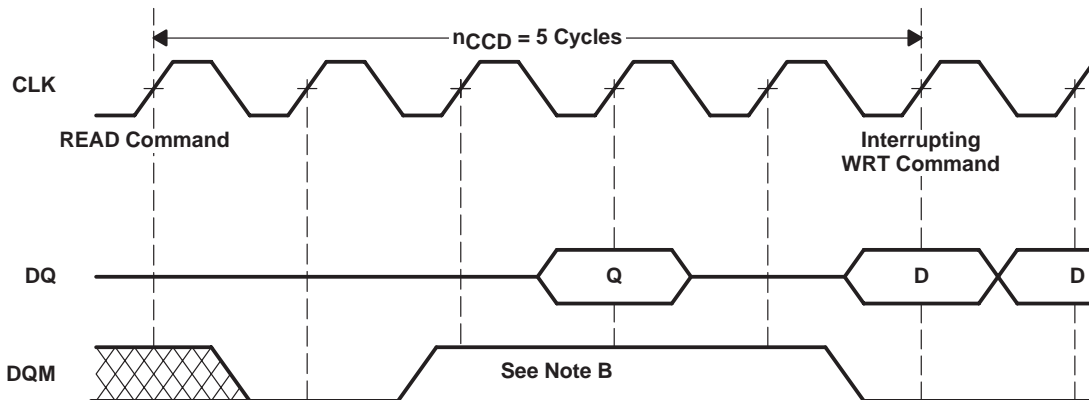 nCCD = 5 Cycles
CLK
READ Command
Interrupting
WRT Command
DQ
Q
D
D
DQM
See Note B